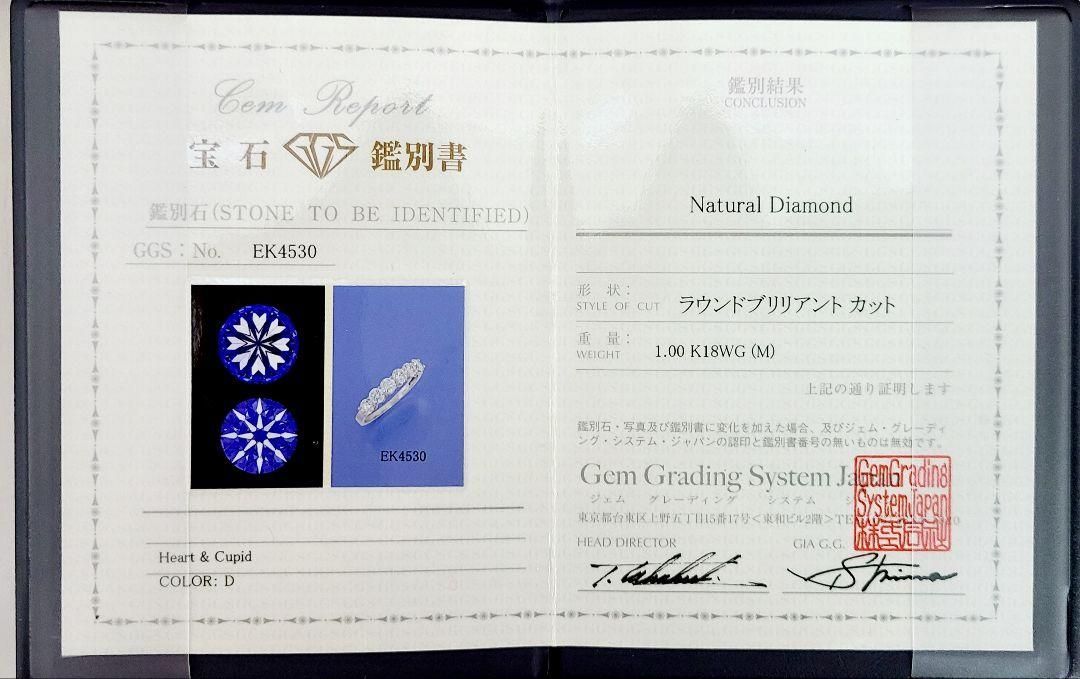 Gem Report
宝石 GGS 鑑別書
鑑別石(STONE TO BE IDENTIFIED)
GGS：No. EK4530
EK4530
Heart & Cupid
COLOR: D
鑑別結果
CONCLUSION
Natural Diamond
形 状：
STYLE OF CUT ラウンドブリリアント カット
重 量：
WEIGHT 1.00 K18WG (M)
上記の通り証明します
鑑別石・写真及び鑑別書に変化を加えた場合、及びジェム・グレーディ
ング・システム・ジャパンの認印と鑑別書番号の無いものは無効です。
Gem Grading System Ja
ジェム グレーディング システム
東京都台東区上野五丁目15番17号＜東和ビル2階＞TE
GemGrading
System Japan
HEAD DIRECTOR GIA G.G.